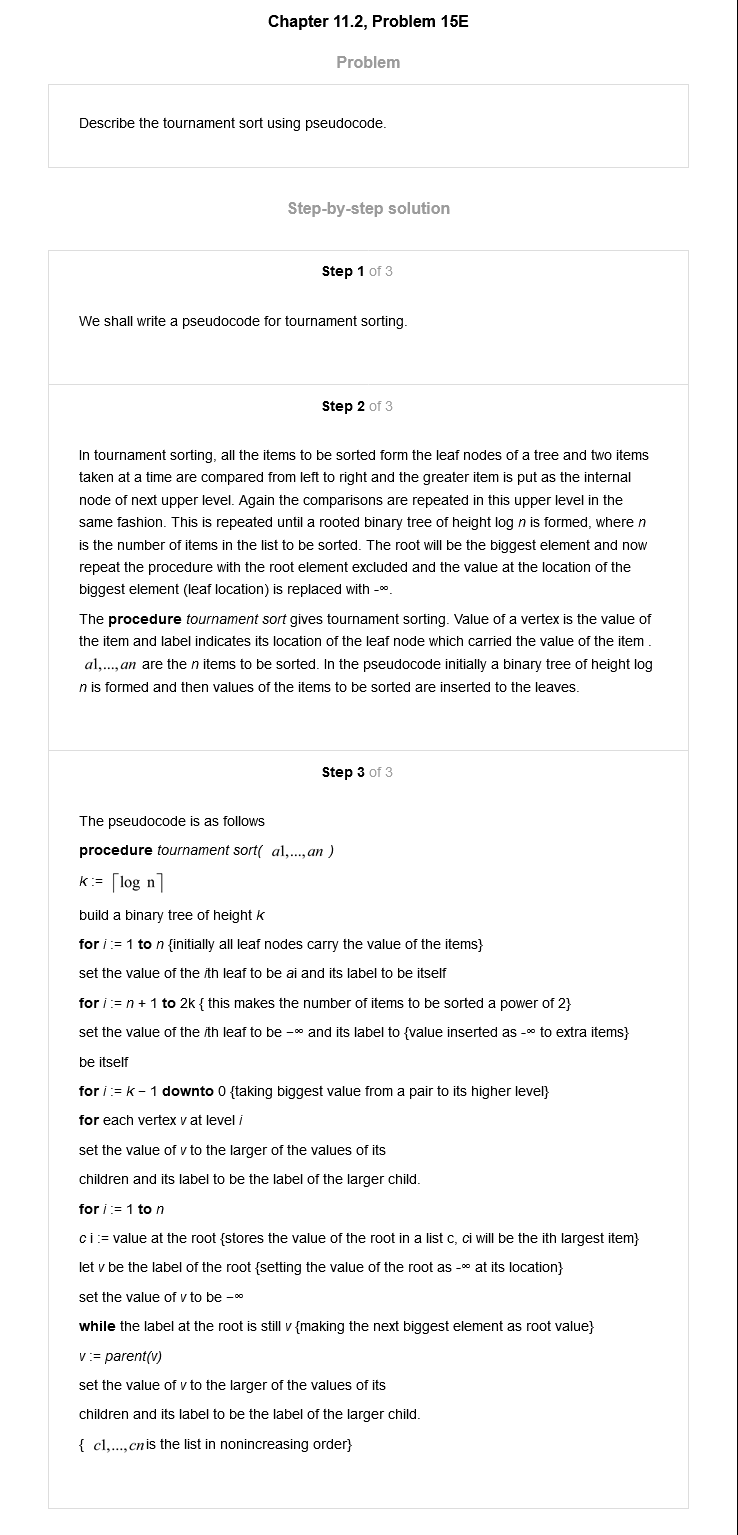 Chapter 11.2, Problem 15E
Problem
Describe the tournament sort using pseudocode.
Step-by-step solution
Step 1 of 3
We shall write a pseudocode for tournament sorting.
Step 2 of 3
In tournament sorting, all the items to be sorted form the leaf nodes of a tree and two items
taken at a time are compared from left to right and the greater item is put as the internal
node of next upper level. Again the comparisons are repeated in this upper level in the
same fashion. This is repeated until a rooted binary tree of height log n is formed, where n
is the number of items in the list to be sorted. The root will be the biggest element and now
repeat the procedure with the root element excluded and the value at the location of the
biggest element (leaf location) is replaced with -∞.
The procedure tournament sort gives tournament sorting. Value of a vertex is the value of
the item and label indicates its location of the leaf node which carried the value of the item .
a1,...,an are the n items to be sorted. In the pseudocode initially a binary tree of height log
n is formed and then values of the items to be sorted are inserted to the leaves.
Step 3 of 3
The pseudocode is as follows
procedure tournament sort( a1,...,an )
k := ⌈log n⌉
build a binary tree of height k
for i := 1 to n {initially all leaf nodes carry the value of the items}
set the value of the ith leaf to be ai and its label to be itself
for i := n + 1 to 2k { this makes the number of items to be sorted a power of 2}
set the value of the ith leaf to be −∞ and its label to {value inserted as -∞ to extra items}
be itself
for i := k − 1 downto 0 {taking biggest value from a pair to its higher level}
for each vertex v at level i
set the value of v to the larger of the values of its
children and its label to be the label of the larger child.
for i := 1 to n
c i := value at the root {stores the value of the root in a list c, ci will be the ith largest item}
let v be the label of the root {setting the value of the root as -∞ at its location}
set the value of v to be −∞
while the label at the root is still v {making the next biggest element as root value}
v := parent(v)
set the value of v to the larger of the values of its
children and its label to be the label of the larger child.
{ c1,...,cn is the list in nonincreasing order}